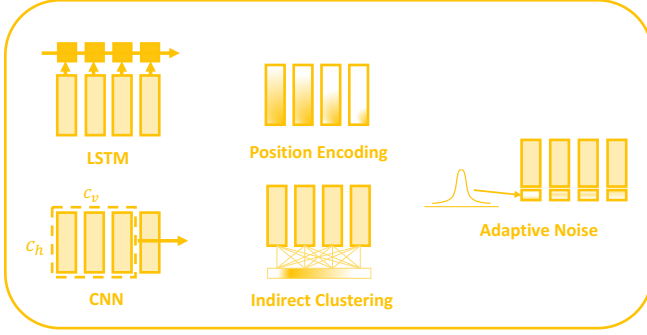 LSTM
Position Encoding
c_v
c_h
Adaptive Noise
CNN
Indirect Clustering